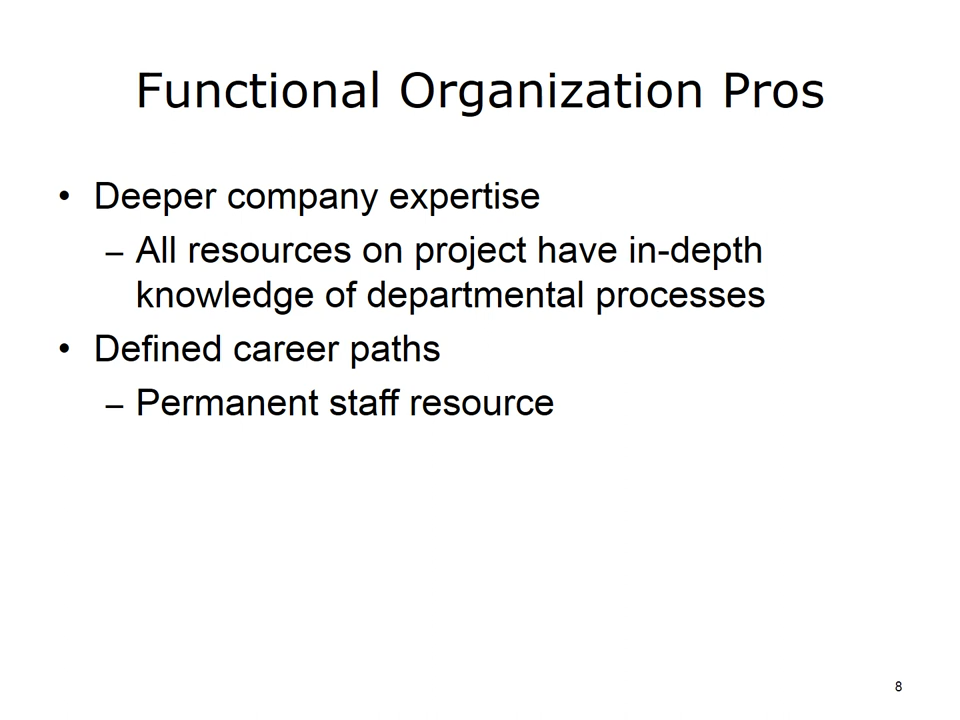 Functional Organization Pros
• Deeper company expertise
– All resources on project have in-depth
knowledge of departmental processes
• Defined career paths
– Permanent staff resource
8